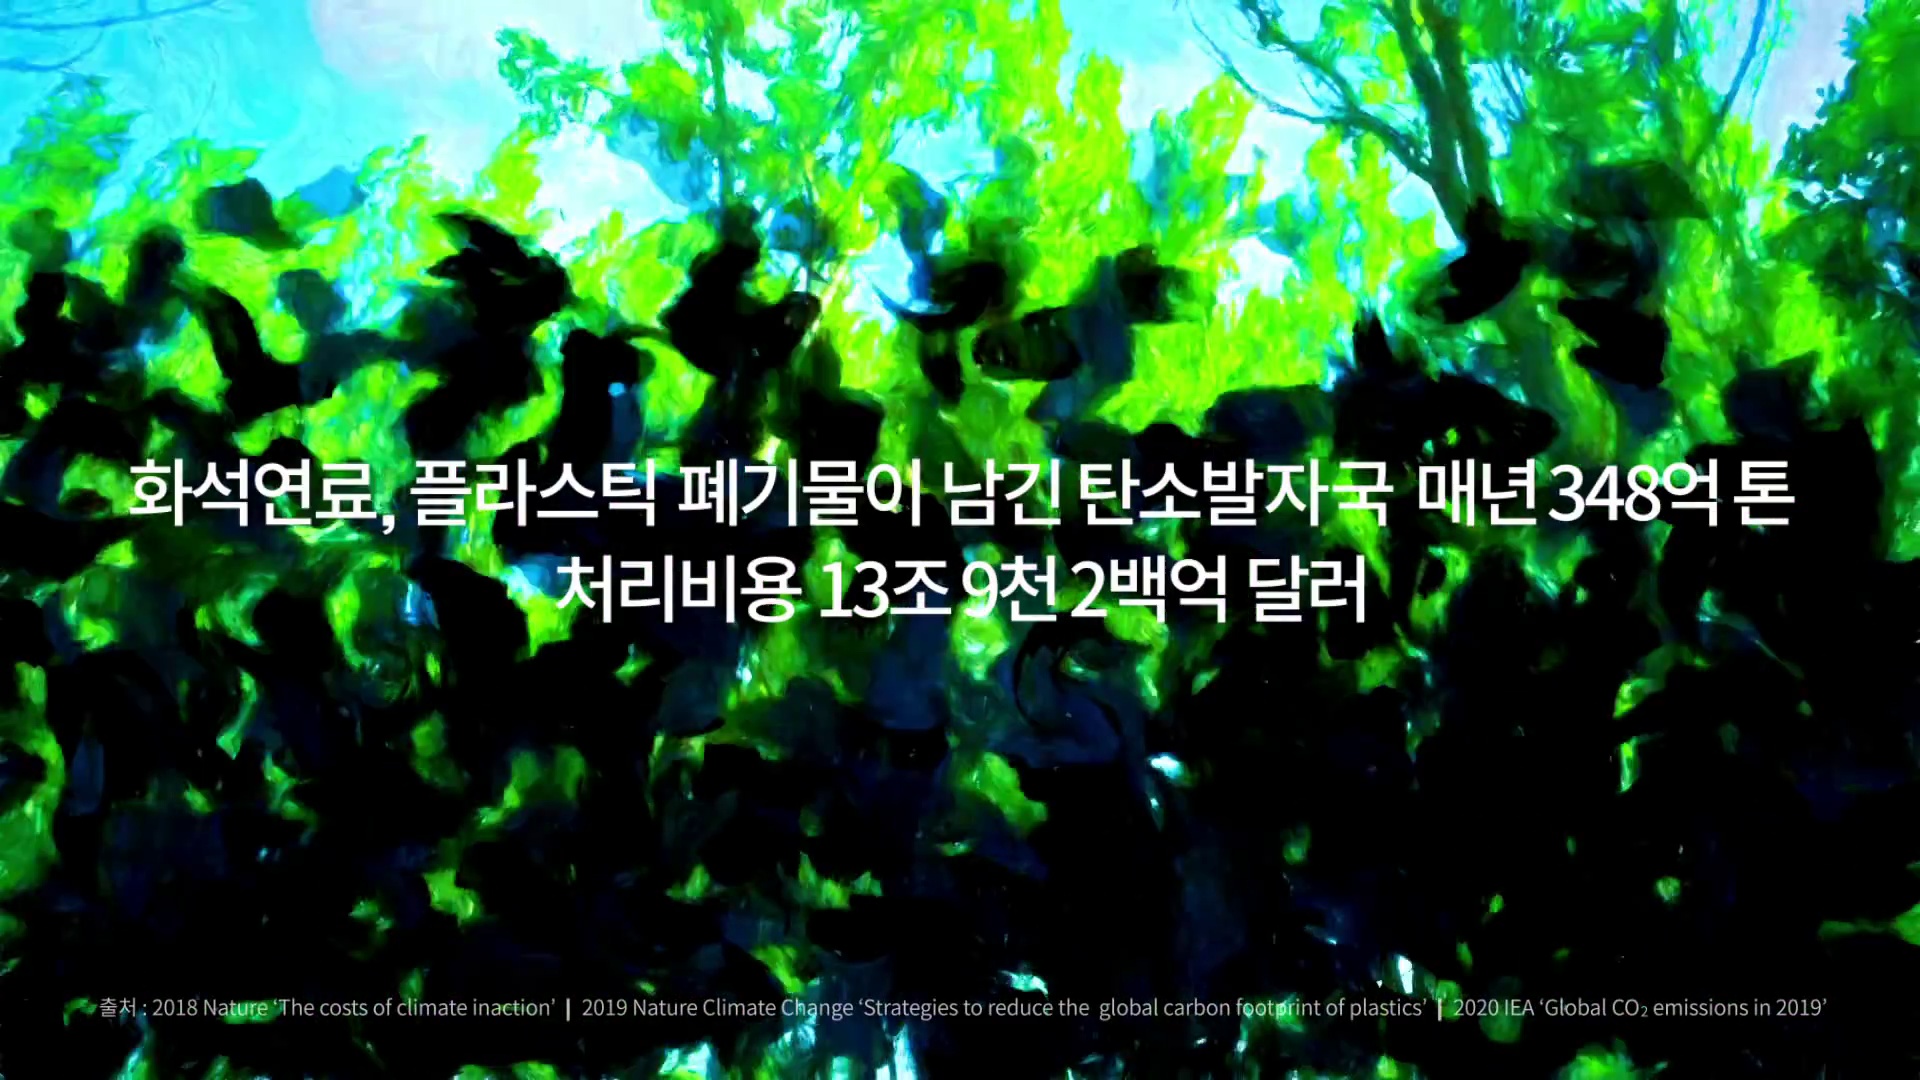 화석연료, 플라스틱 폐기물이 남긴 탄소발자국 매년 348억 톤
처리비용 13조 9천 2백억 달러
출처 : 2018 Nature ‘The costs of climate inaction’ | 2019 Nature Climate Change ‘Strategies to reduce the global carbon footprint of plastics’ | 2020 IEA ‘Global CO₂ emissions in 2019’